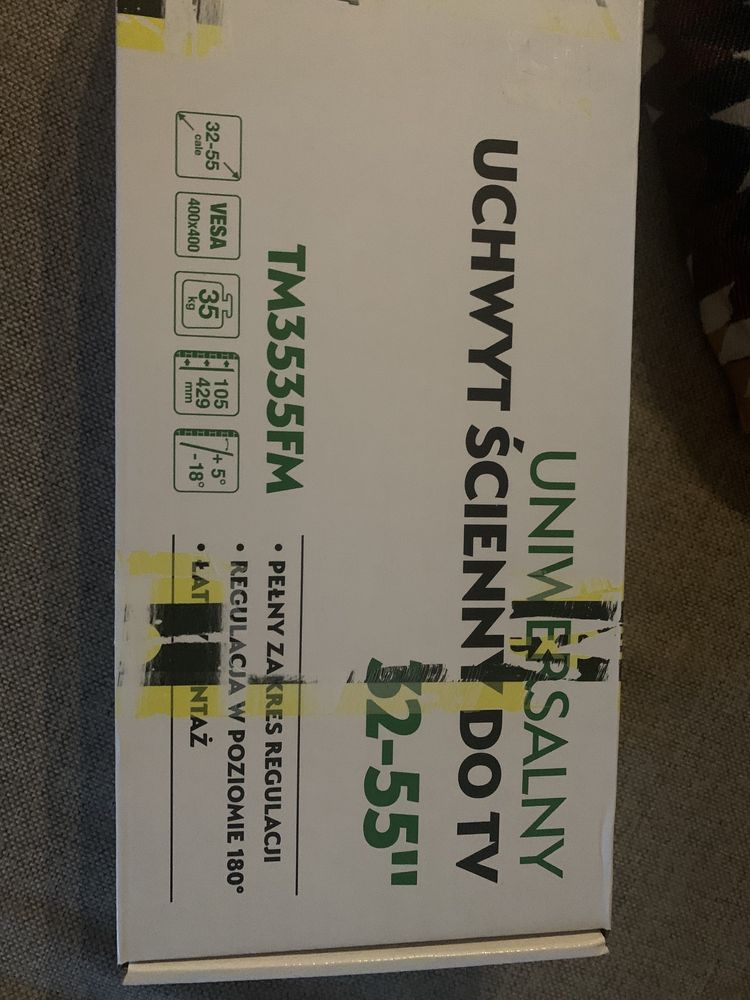 UNIWERSALNY
UCHWYT ŚCIENNY DO TV
32-55"
TM3535FM
• PEŁNY ZAKRES REGULACJI
• REGULACJA W POZIOMIE 180°
32-55
cale
VESA
400x400
35
kg
105
429
mm
+5°
-18°